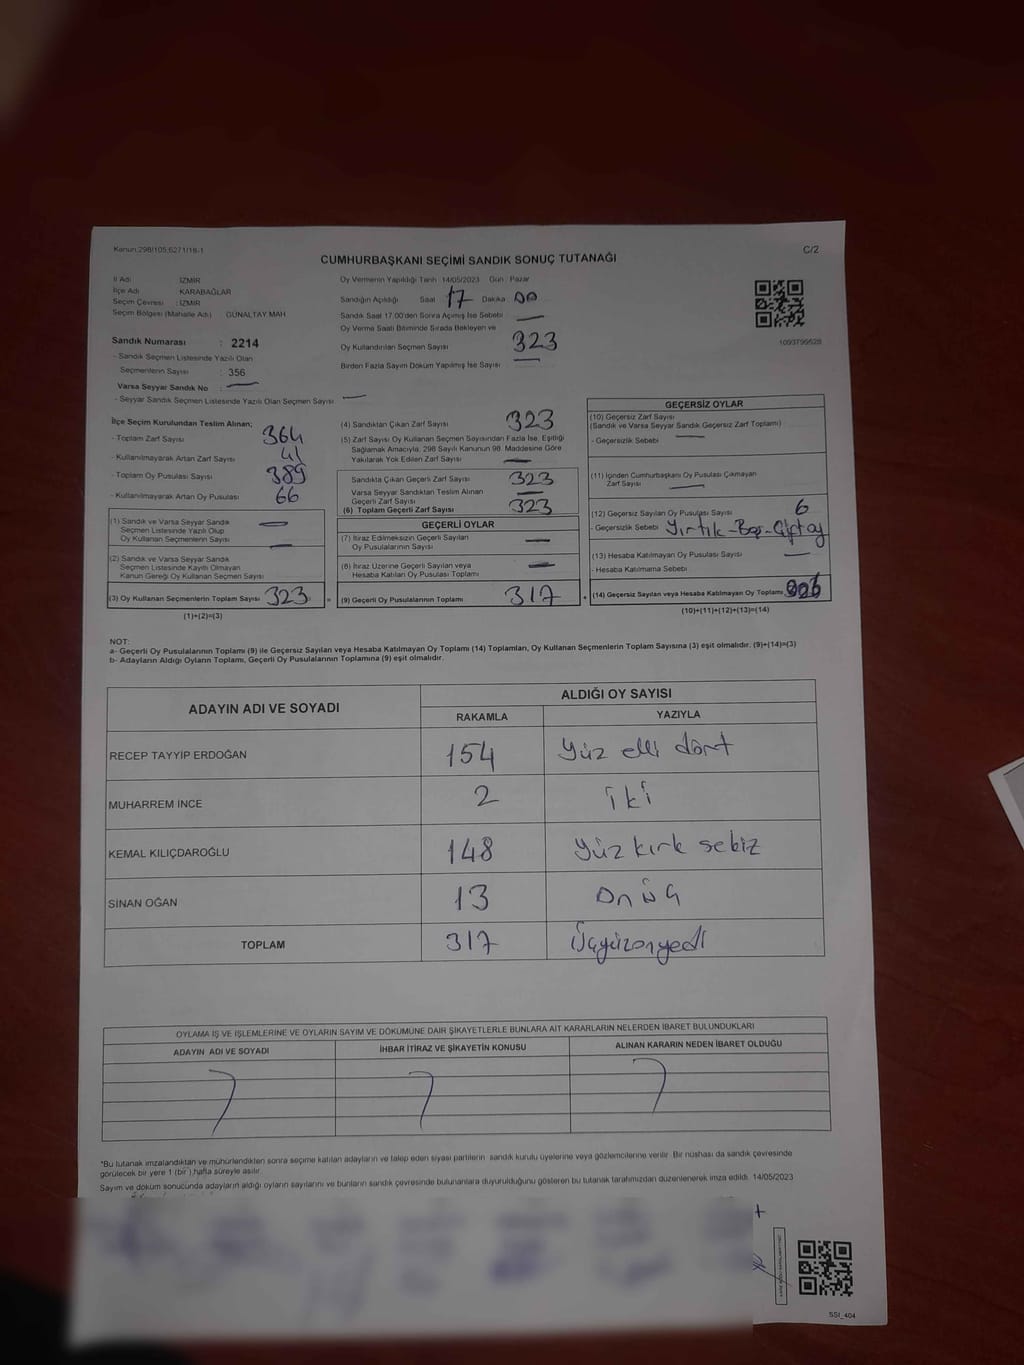 Kanun:298/105;6271/18-1
C/2
CUMHURBAŞKANI SEÇİMİ SANDIK SONUÇ TUTANAĞI
İl Adı : İZMİR
İlçe Adı : KARABAĞLAR
Seçim Çevresi : İZMİR
Seçim Bölgesi (Mahalle Adı) : GÜNALTAY MAH
Sandık Numarası : 2214
- Sandık Seçmen Listesinde Yazılı Olan
Seçmenlerin Sayısı : 356
Varsa Seyyar Sandık No : —
- Seyyar Sandık Seçmen Listesinde Yazılı Olan Seçmen Sayısı : —
Oy Vermenin Yapıldığı Tarih : 14/05/2023 Gün : Pazar
Sandığın Açıldığı Saat 17 Dakika 00
Sandık Saat 17.00'den Sonra Açılmış İse Sebebi : —
Oy Verme Saati Bitiminde Sırada Bekleyen ve
Oy Kullandırılan Seçmen Sayısı 323
Birden Fazla Sayım Döküm Yapılmış İse Sayısı : —
1093799628
İlçe Seçim Kurulundan Teslim Alınan;
- Toplam Zarf Sayısı 364
- Kullanılmayarak Artan Zarf Sayısı 41
- Toplam Oy Pusulası Sayısı 389
- Kullanılmayarak Artan Oy Pusulası 66
(1) Sandık ve Varsa Seyyar Sandık
Seçmen Listesinde Yazılı Olup
Oy Kullanan Seçmenlerin Sayısı —
(2) Sandık ve Varsa Seyyar Sandık
Seçmen Listesinde Kayıtlı Olmayan
Kanun Gereği Oy Kullanan Seçmen Sayısı —
(3) Oy Kullanan Seçmenlerin Toplam Sayısı 323
(1)+(2)=(3)
(4) Sandıktan Çıkan Zarf Sayısı 323
(5) Zarf Sayısı Oy Kullanan Seçmen Sayısından Fazla İse, Eşitliği
Sağlamak Amacıyla, 298 Sayılı Kanunun 98. Maddesine Göre
Yakılarak Yok Edilen Zarf Sayısı —
Sandıkta Çıkan Geçerli Zarf Sayısı 323
Varsa Seyyar Sandıktan Teslim Alınan
Geçerli Zarf Sayısı —
(6) Toplam Geçerli Zarf Sayısı 323
GEÇERLİ OYLAR
(7) İtiraz Edilmeksizin Geçerli Sayılan
Oy Pusulalarının Sayısı —
(8) İtiraz Üzerine Geçerli Sayılan veya
Hesaba Katılan Oy Pusulası Toplamı —
= (9) Geçerli Oy Pusulalarının Toplamı 317
GEÇERSİZ OYLAR
(10) Geçersiz Zarf Sayısı
(Sandık ve Varsa Seyyar Sandık Geçersiz Zarf Toplamı)
- Geçersizlik Sebebi —
(11) İçinden Cumhurbaşkanı Oy Pusulası Çıkmayan
Zarf Sayısı —
(12) Geçersiz Sayılan Oy Pusulası Sayısı 6
- Geçersizlik Sebebi Yırtık-Boş-Çift oy
(13) Hesaba Katılmayan Oy Pusulası Sayısı —
- Hesaba Katılmama Sebebi
+ (14) Geçersiz Sayılan veya Hesaba Katılmayan Oy Toplamı
(10)+(11)+(12)+(13)=(14)
NOT:
a- Geçerli Oy Pusulalarının Toplamı (9) ile Geçersiz Sayılan veya Hesaba Katılmayan Oy Toplamı (14) Toplamları, Oy Kullanan Seçmenlerin Toplam Sayısına (3) eşit olmalıdır. (9)+(14)=(3)
b- Adayların Aldığı Oyların Toplamı, Geçerli Oy Pusulalarının Toplamına (9) eşit olmalıdır.
ADAYIN ADI VE SOYADI
ALDIĞI OY SAYISI
RAKAMLA YAZIYLA
RECEP TAYYİP ERDOĞAN 154 Yüz elli dört
MUHARREM İNCE 2 İki
KEMAL KILIÇDAROĞLU 148 Yüz kırk sekiz
SİNAN OĞAN 13 On üç
TOPLAM 317 Üçyüzonyedi
OYLAMA İŞ VE İŞLEMLERİNE VE OYLARIN SAYIM VE DÖKÜMÜNE DAİR ŞİKAYETLERLE BUNLARA AİT KARARLARIN NELERDEN İBARET BULUNDUKLARI
ADAYIN ADI VE SOYADI İHBAR İTİRAZ VE ŞİKAYETİN KONUSU ALINAN KARARIN NEDEN İBARET OLDUĞU
*Bu tutanak imzalandıktan ve mühürlendikten sonra seçime katılan adayların ve talep eden siyasi partilerin sandık kurulu üyelerine veya gözlemcilerine verilir. Bir nüshası da sandık çevresinde
görülecek bir yere 1 (bir) hafta süreyle asılır.
Sayım ve döküm sonucunda adayların aldığı oyların sayılarını ve bunların sandık çevresinde bulunanlara duyurulduğunu gösteren bu tutanak tarafımızdan düzenlenerek imza edildi. 14/05/2023
SSI_404